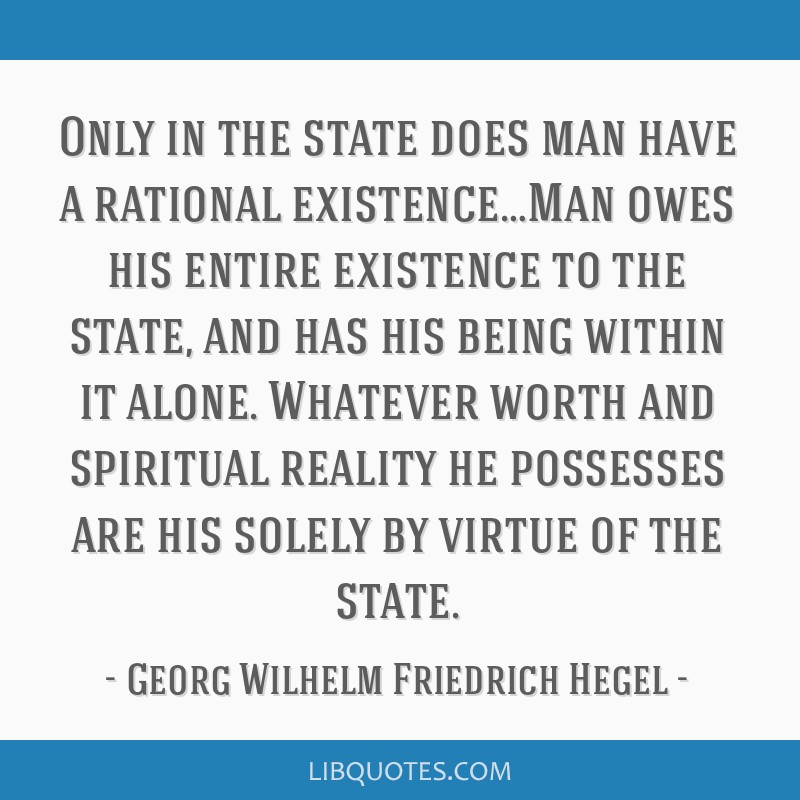 Only in the state does man have
a rational existence...Man owes
his entire existence to the
state, and has his being within
it alone. Whatever worth and
spiritual reality he possesses
are his solely by virtue of the
state.
- Georg Wilhelm Friedrich Hegel -
LIBQUOTES.COM